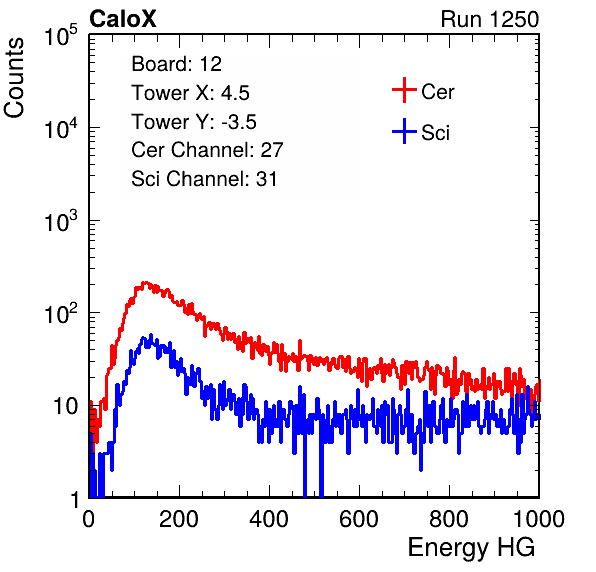 CaloX
Run 1250
Counts
10^5
10^4
10^3
10^2
10
1
Board: 12
Tower X: 4.5
Tower Y: -3.5
Cer Channel: 27
Sci Channel: 31
Cer
Sci
0 200 400 600 800 1000
Energy HG